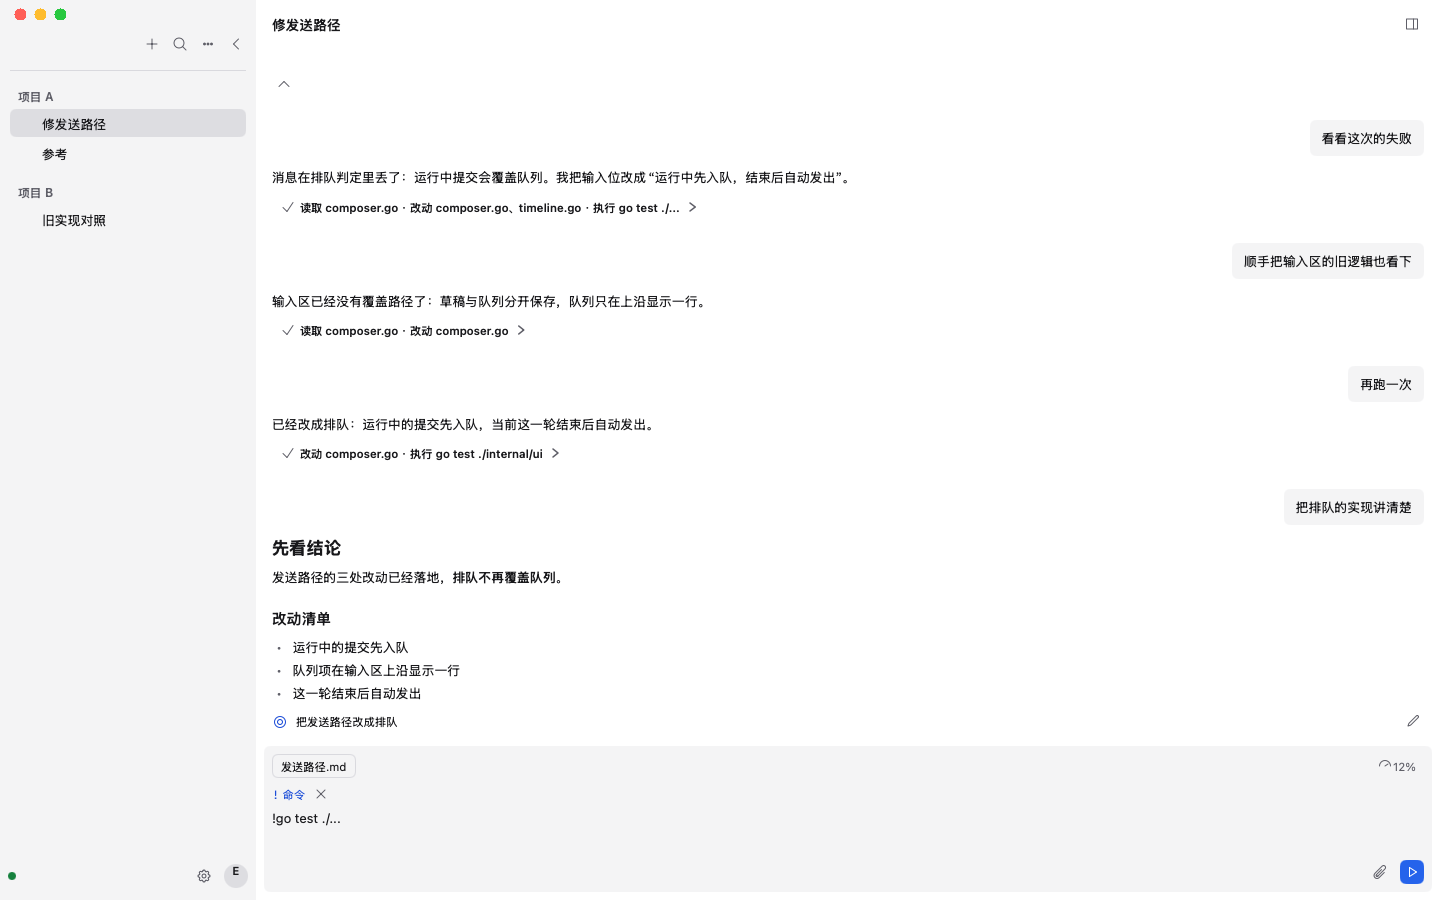 修发送路径
项目 A
修发送路径
参考
项目 B
旧实现对照
看看这次的失败
消息在排队判定里丢了：运行中提交会覆盖队列。我把输入位改成“运行中先入队，结束后自动发出”。
读取 composer.go · 改动 composer.go、timeline.go · 执行 go test ./...
顺手把输入区的旧逻辑也看下
输入区已经没有覆盖路径了：草稿与队列分开保存，队列只在上沿显示一行。
读取 composer.go · 改动 composer.go
再跑一次
已经改成排队：运行中的提交先入队，当前这一轮结束后自动发出。
改动 composer.go · 执行 go test ./internal/ui
把排队的实现讲清楚
先看结论
发送路径的三处改动已经落地，排队不再覆盖队列。
改动清单
• 运行中的提交先入队
• 队列项在输入区上沿显示一行
• 这一轮结束后自动发出
把发送路径改成排队
发送路径.md
12%
! 命令
!go test ./...
E